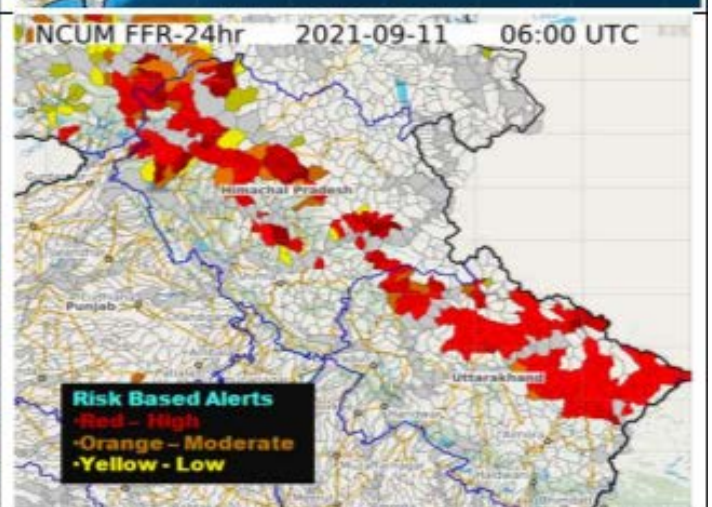 NCUM FFR-24hr 2021-09-11 06:00 UTC
Himachal Pradesh
Punjab
Uttarakhand
Risk Based Alerts
•Red – High
•Orange – Moderate
•Yellow - Low